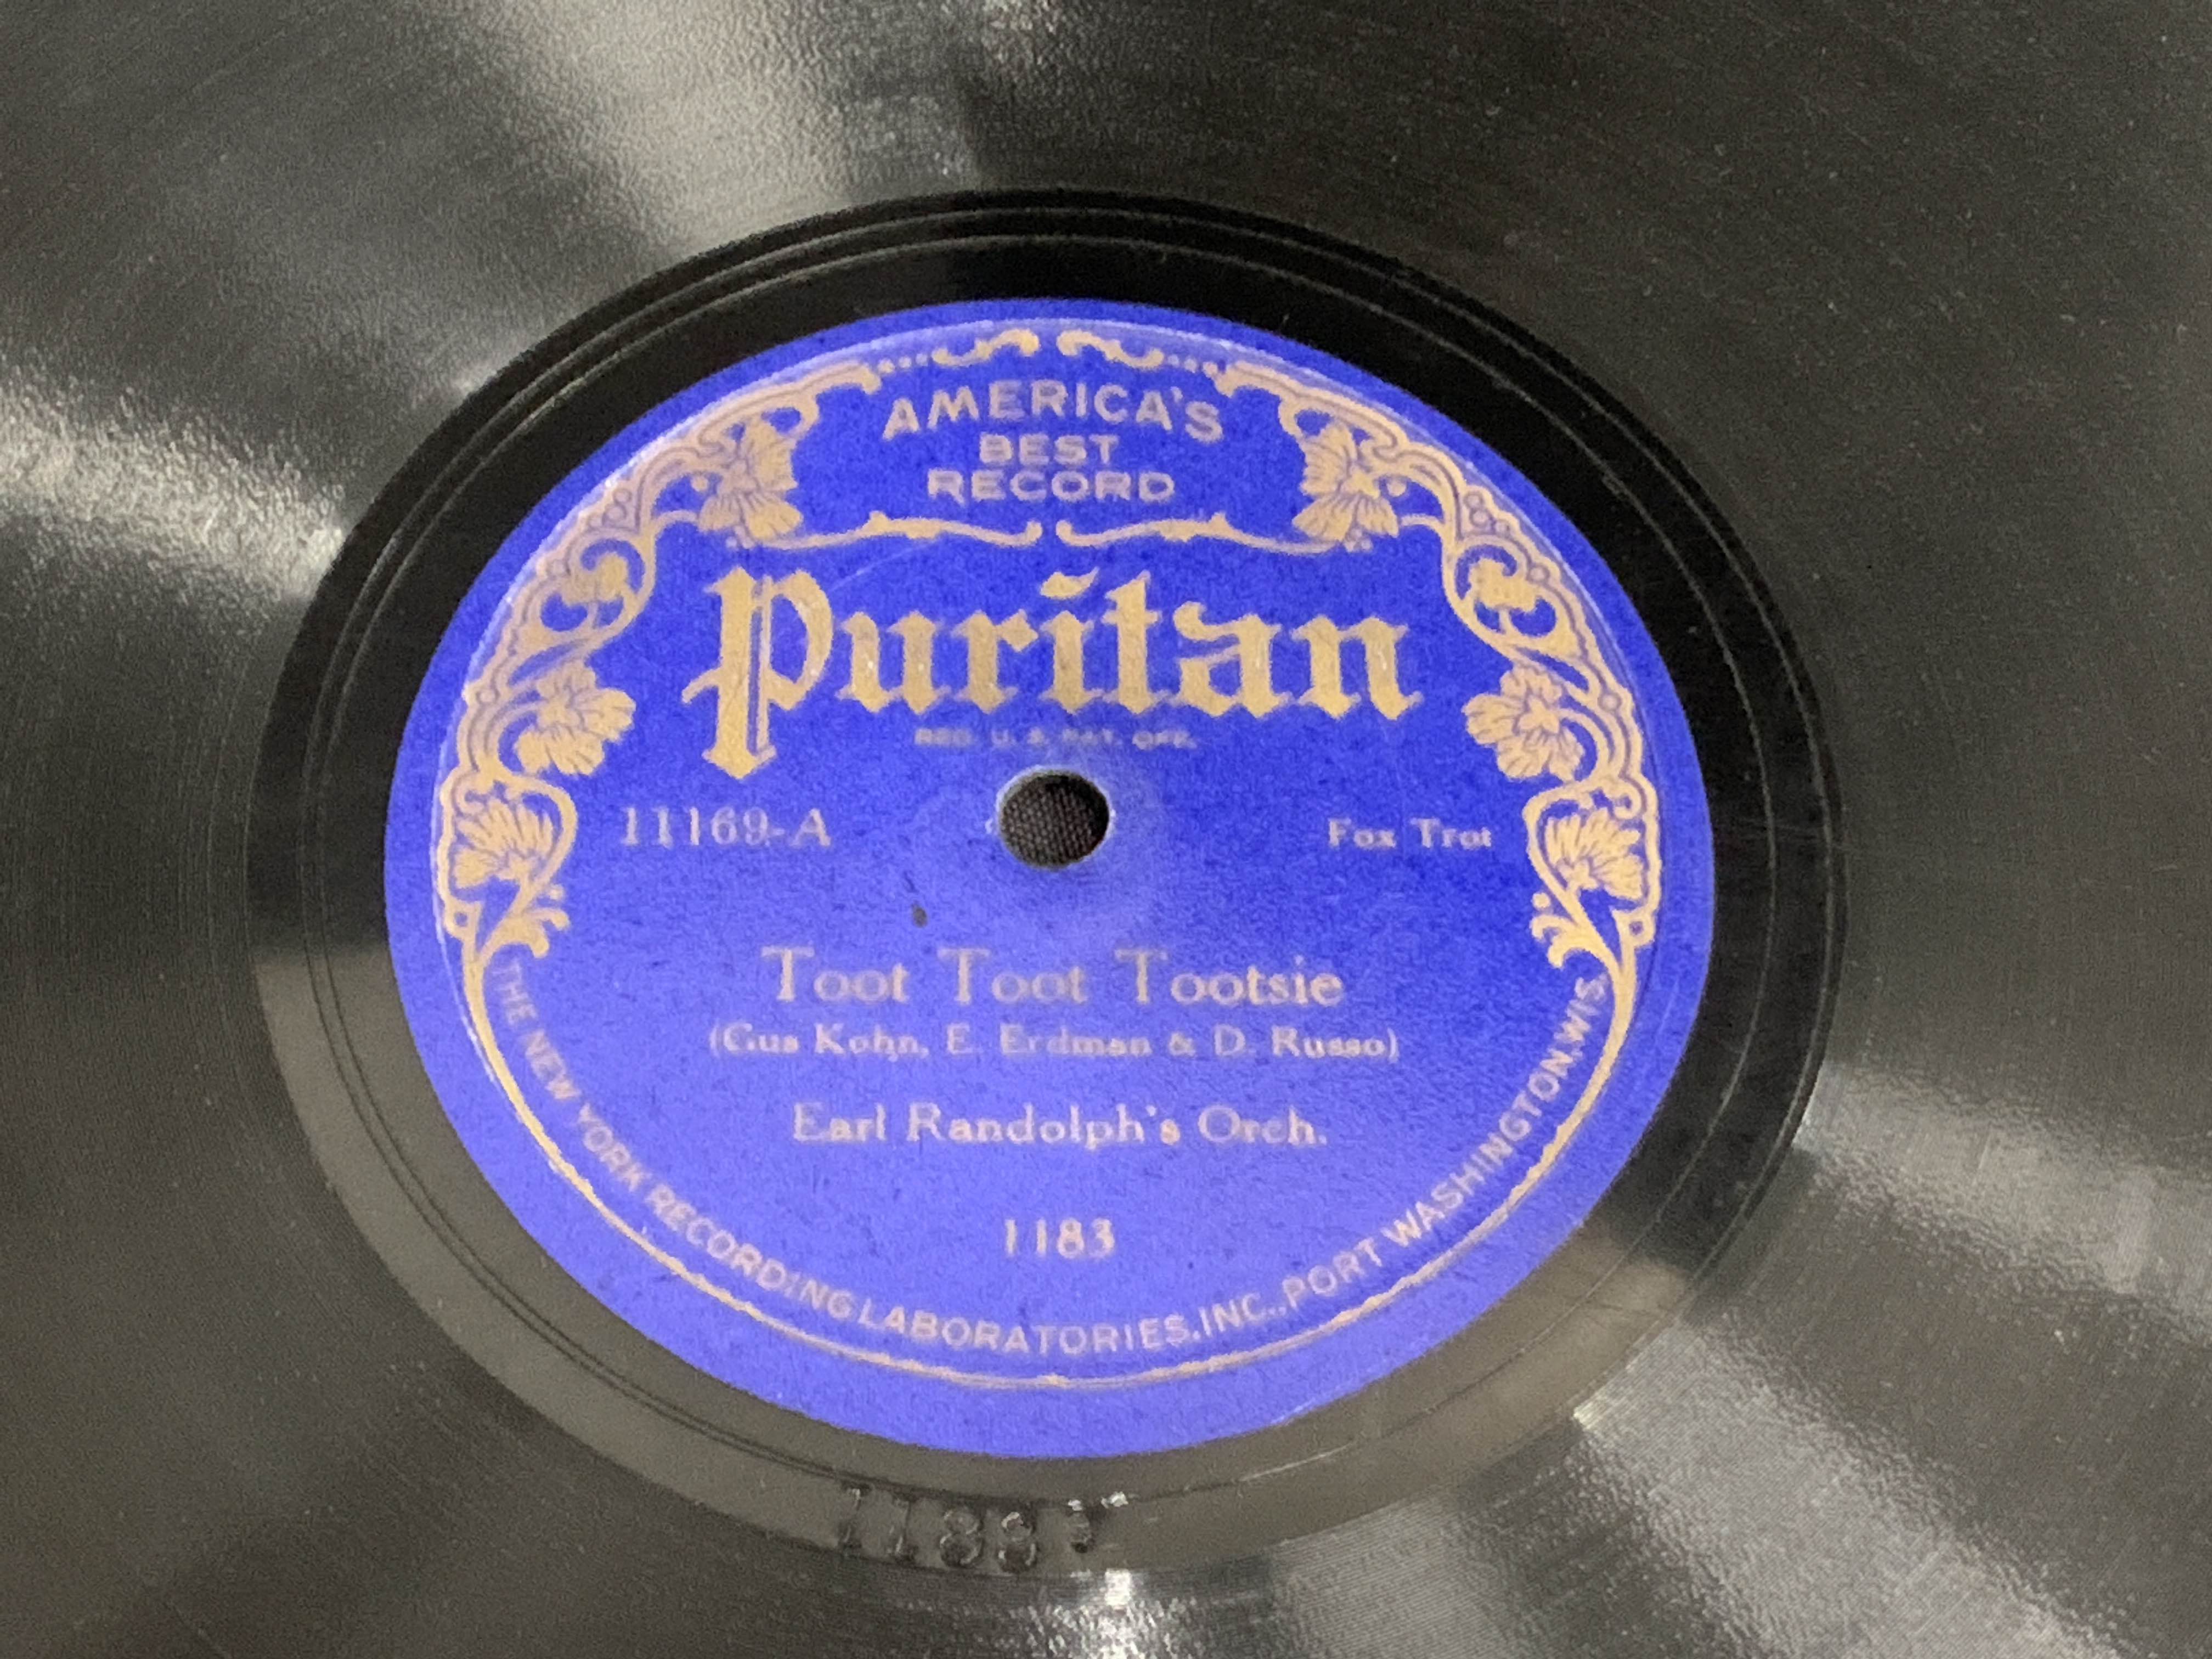 AMERICA'S
BEST
RECORD
Puritan
REG. U. S. PAT. OFF.
11169-A
Fox Trot
Toot Toot Tootsie
(Gus Kohn, E. Erdman & D. Russo)
Earl Randolph's Orch.
1183
THE NEW YORK RECORDING LABORATORIES, INC., PORT WASHINGTON, WIS.
1188